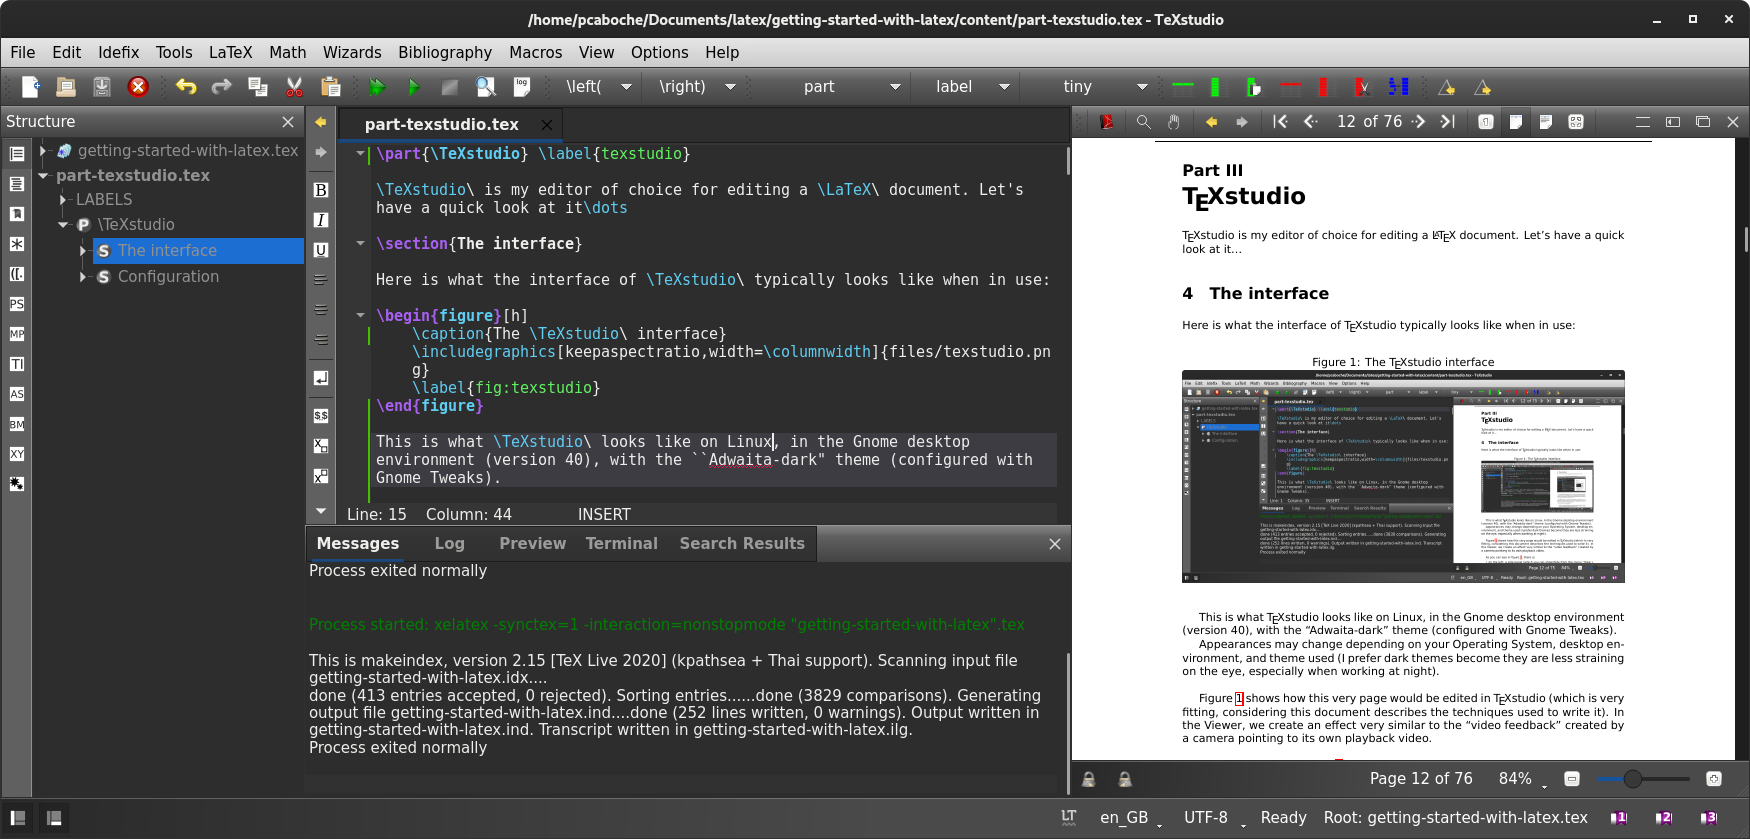 /home/pcaboche/Documents/latex/getting-started-with-latex/content/part-texstudio.tex - TeXstudio
File Edit Idefix Tools LaTeX Math Wizards Bibliography Macros View Options Help
log \left( \right) part label tiny
Structure
getting-started-with-latex.tex
part-texstudio.tex
LABELS
\TeXstudio
The interface
Configuration
PS
MP
TI
AS
BM
XY
B
I
U
$$
part-texstudio.tex
\part{\TeXstudio} \label{texstudio}
\TeXstudio\ is my editor of choice for editing a \LaTeX\ document. Let's
have a quick look at it\dots
\section{The interface}
Here is what the interface of \TeXstudio\ typically looks like when in use:
\begin{figure}[h]
\caption{The \TeXstudio\ interface}
\includegraphics[keepaspectratio,width=\columnwidth]{files/texstudio.pn
g}
\label{fig:texstudio}
\end{figure}
This is what \TeXstudio\ looks like on Linux, in the Gnome desktop
environment (version 40), with the ``Adwaita-dark" theme (configured with
Gnome Tweaks).
Line: 15 Column: 44 INSERT
Messages Log Preview Terminal Search Results
Process exited normally
Process started: xelatex -synctex=1 -interaction=nonstopmode "getting-started-with-latex".tex
This is makeindex, version 2.15 [TeX Live 2020] (kpathsea + Thai support). Scanning input file
getting-started-with-latex.idx....
done (413 entries accepted, 0 rejected). Sorting entries......done (3829 comparisons). Generating
output file getting-started-with-latex.ind....done (252 lines written, 0 warnings). Output written in
getting-started-with-latex.ind. Transcript written in getting-started-with-latex.ilg.
Process exited normally
12 of 76
Part III
TEXstudio
TEXstudio is my editor of choice for editing a LATEX document. Let’s have a quick
look at it…
4 The interface
Here is what the interface of TEXstudio typically looks like when in use:
Figure 1: The TEXstudio interface
This is what TEXstudio looks like on Linux, in the Gnome desktop environment
(version 40), with the “Adwaita-dark” theme (configured with Gnome Tweaks).
Appearances may change depending on your Operating System, desktop en-
vironment, and theme used (I prefer dark themes become they are less straining
on the eye, especially when working at night).
Figure 1 shows how this very page would be edited in TEXstudio (which is very
fitting, considering this document describes the techniques used to write it). In
the Viewer, we create an effect very similar to the “video feedback” created by
a camera pointing to its own playback video.
Page 12 of 76 84%
LT en_GB UTF-8 Ready Root: getting-started-with-latex.tex 1 2 3